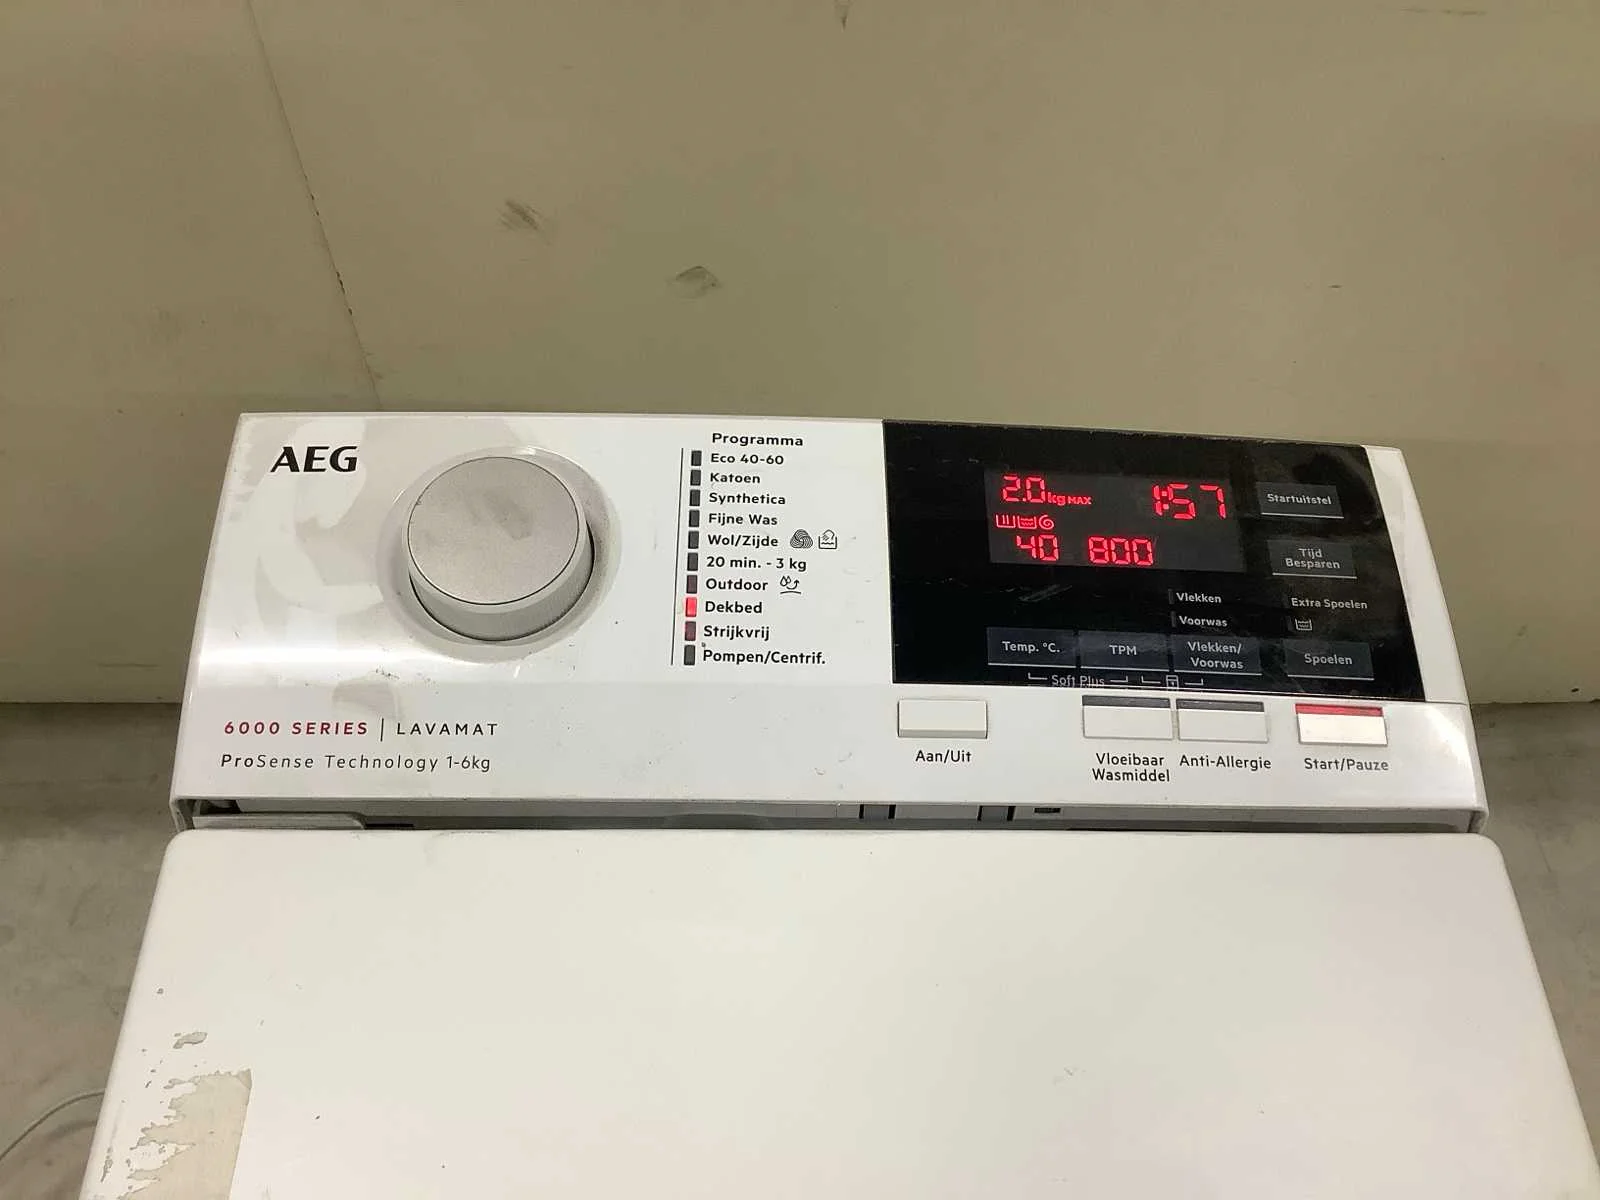 AEG
6000 SERIES | LAVAMAT
ProSense Technology 1-6kg
Programma
Eco 40-60
Katoen
Synthetica
Fijne Was
Wol/Zijde
20 min. - 3 kg
Outdoor
Dekbed
Strijkvrij
Pompen/Centrif.
2.0kg MAX 1:57
40 800
Startuitstel
Tijd
Besparen
Vlekken
Voorwas
Extra Spoelen
Temp. °C.
TPM
Vlekken/
Voorwas
Spoelen
Soft Plus
Aan/Uit
Vloeibaar
Wasmiddel
Anti-Allergie
Start/Pauze